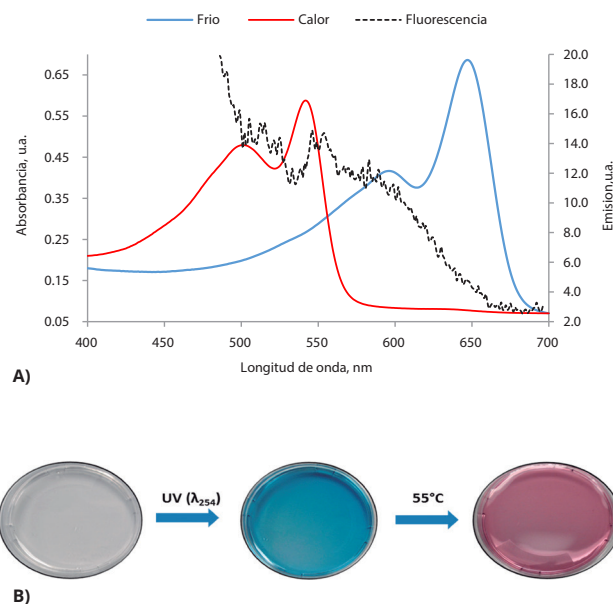 Frio Calor Fluorescencia
0.65
0.55
0.45
0.35
0.25
0.15
0.05
Absorbancia, u.a.
20.0
18.0
16.0
14.0
12.0
10.0
8.0
6.0
4.0
2.0
Emision,u.a.
400 450 500 550 600 650 700
Longitud de onda, nm
A)
UV (λ254)
55°C
B)